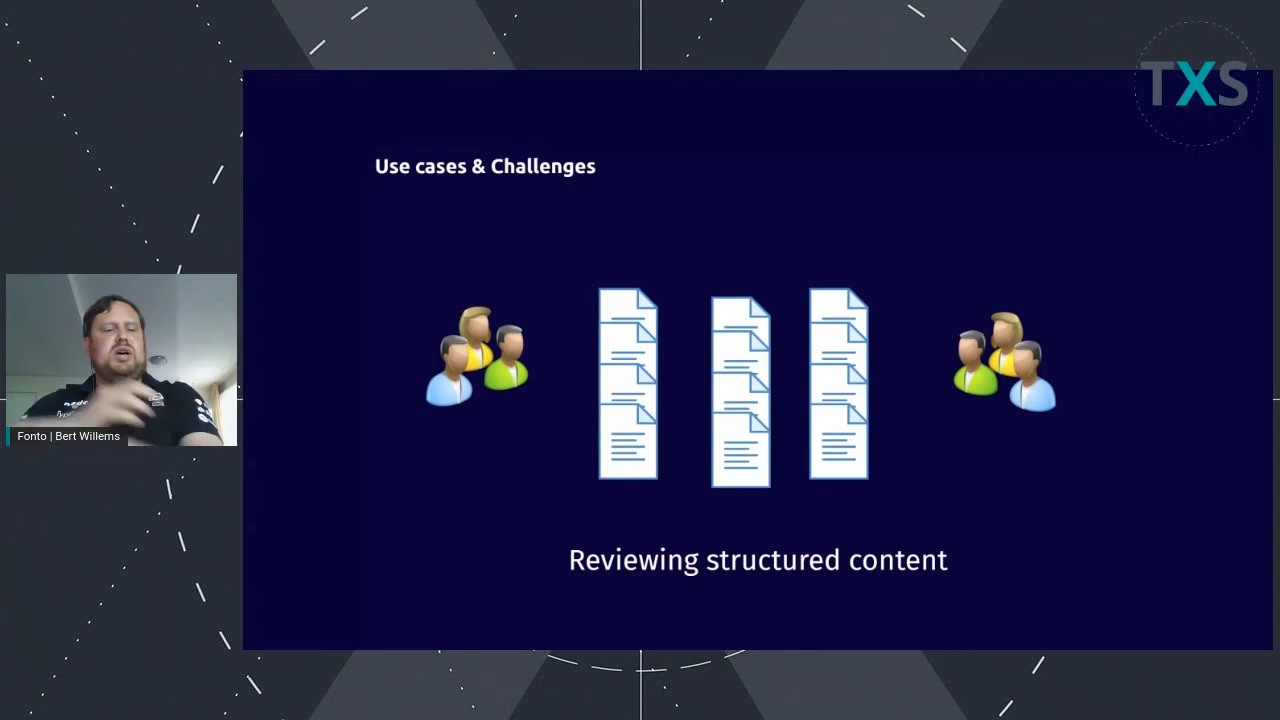 TXS
Use cases & Challenges
Fonto | Bert Willems
Reviewing structured content